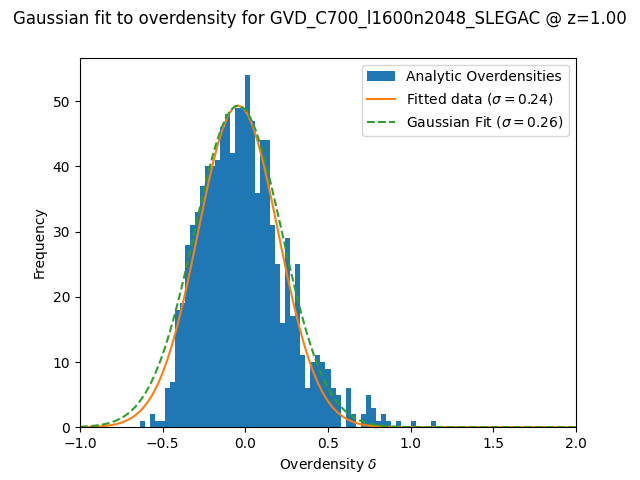 Gaussian fit to overdensity for GVD_C700_l1600n2048_SLEGAC @ z=1.00
Analytic Overdensities
Fitted data (σ = 0.24)
Gaussian Fit (σ = 0.26)
Frequency
50
40
30
20
10
0
−1.0 −0.5 0.0 0.5 1.0 1.5 2.0
Overdensity δ